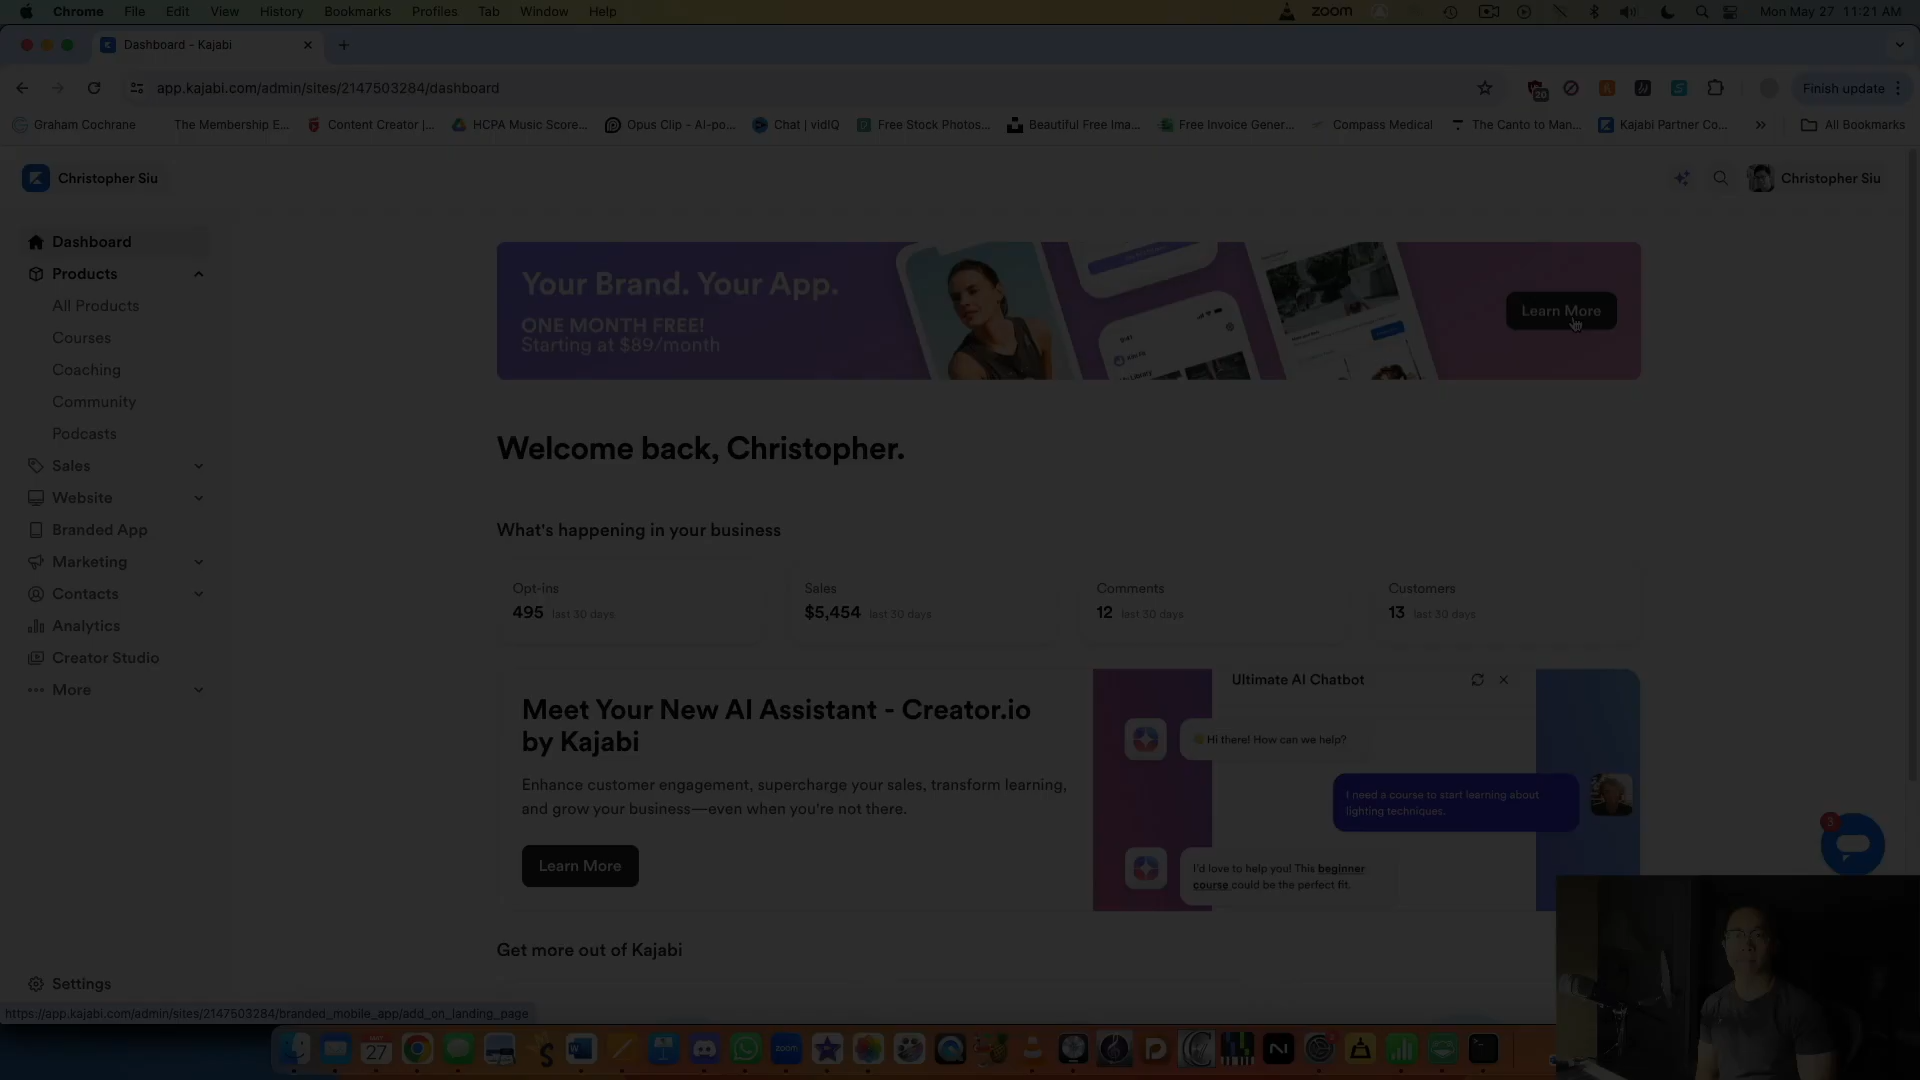 Chrome File Edit View History Bookmarks Profiles Tab Window Help
zoom
Mon May 27 11:21 AM
Dashboard - Kajabi
app.kajabi.com/admin/sites/2147503284/dashboard
20
Finish update
Graham Cochrane
The Membership E...
Content Creator |...
HCPA Music Score...
Opus Clip - AI-po...
Chat | vidIQ
Free Stock Photos...
Beautiful Free Ima...
Free Invoice Gener...
Compass Medical
The Canto to Man...
Kajabi Partner Co...
All Bookmarks
Christopher Siu
Christopher Siu
Dashboard
Products
All Products
Courses
Coaching
Community
Podcasts
Sales
Website
Branded App
Marketing
Contacts
Analytics
Creator Studio
More
Settings
Your Brand. Your App.
ONE MONTH FREE!
Starting at $89/month
Learn More
Welcome back, Christopher.
What's happening in your business
Opt-ins
495 last 30 days
Sales
$5,454 last 30 days
Comments
12 last 30 days
Customers
13 last 30 days
Meet Your New AI Assistant - Creator.io
by Kajabi
Enhance customer engagement, supercharge your sales, transform learning,
and grow your business—even when you're not there.
Learn More
Ultimate AI Chatbot
Hi there! How can we help?
I need a course to start learning about
lighting techniques.
I'd love to help you! This beginner
course could be the perfect fit.
3
Get more out of Kajabi
https://app.kajabi.com/admin/sites/2147503284/branded_mobile_app/add_on_landing_page
27
zoom